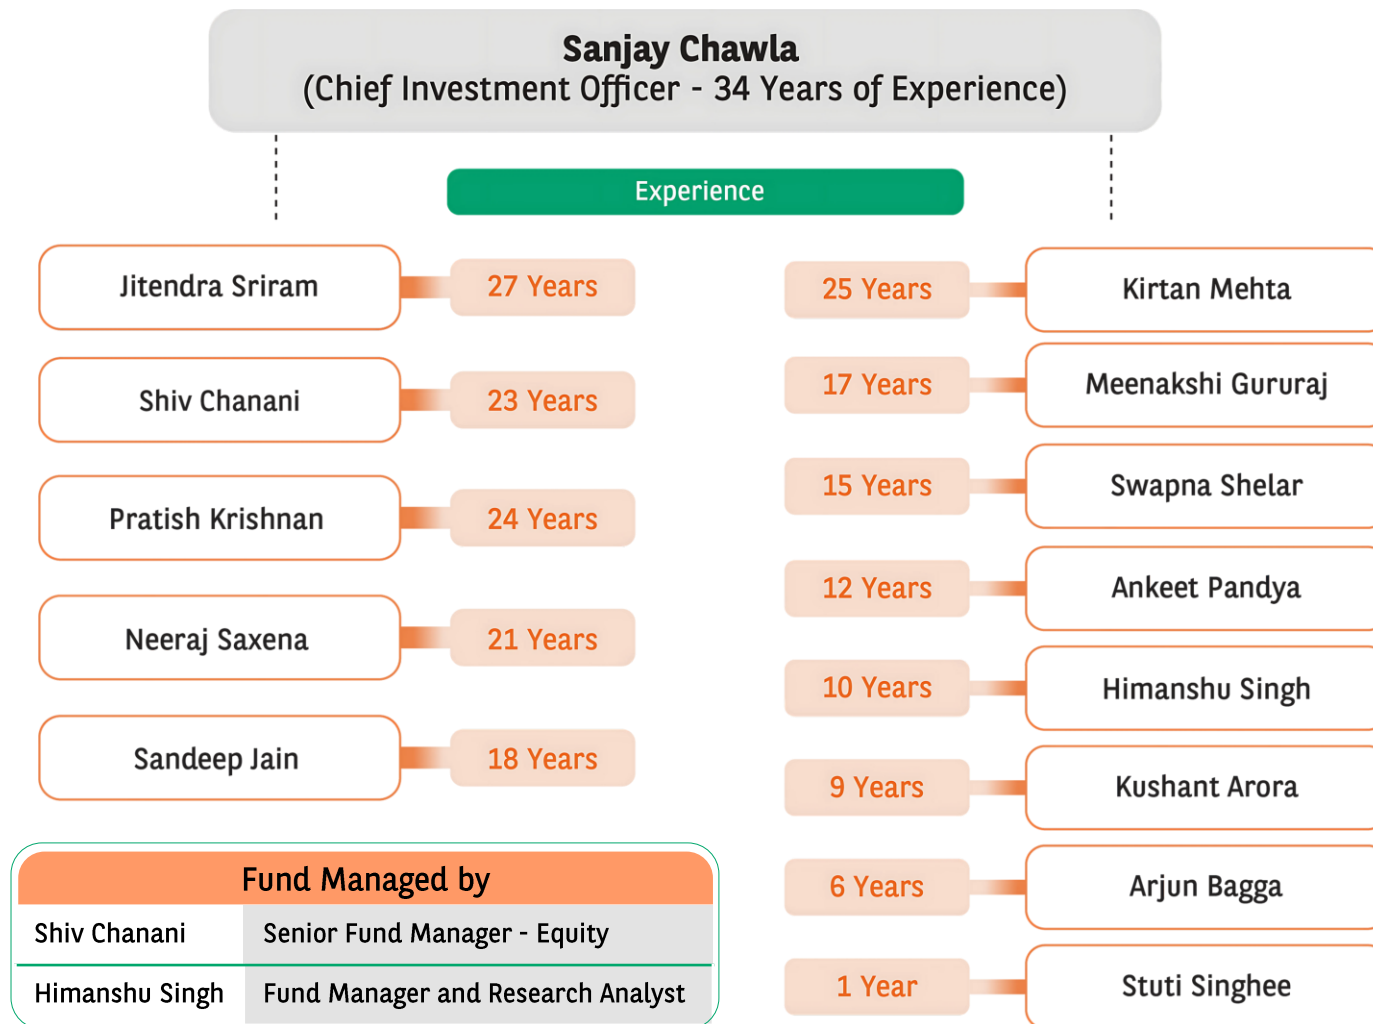 Sanjay Chawla
(Chief Investment Officer - 34 Years of Experience)
Experience
Jitendra Sriram
27 Years
Shiv Chanani
23 Years
Pratish Krishnan
24 Years
Neeraj Saxena
21 Years
Sandeep Jain
18 Years
25 Years
Kirtan Mehta
17 Years
Meenakshi Gururaj
15 Years
Swapna Shelar
12 Years
Ankeet Pandya
10 Years
Himanshu Singh
9 Years
Kushant Arora
6 Years
Arjun Bagga
1 Year
Stuti Singhee
Fund Managed by
Shiv Chanani
Senior Fund Manager - Equity
Himanshu Singh
Fund Manager and Research Analyst